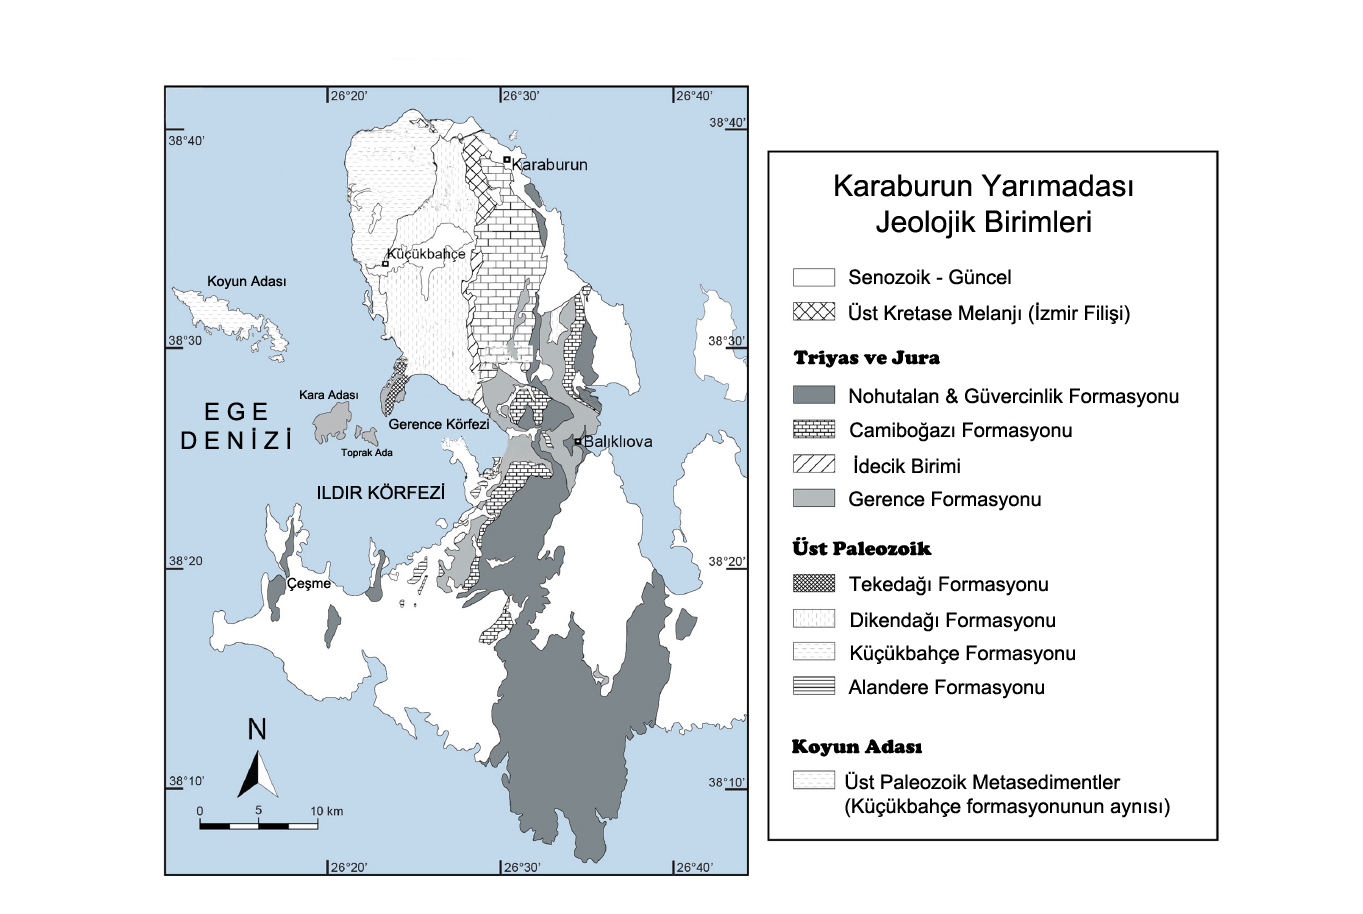 26°20'
26°30'
26°40'
38°40'
38°40'
Karaburun
Küçükbahçe
Koyun Adası
38°30
38°30'
Kara Adası
EGE
DENİZİ
Gerence Körfezi
Toprak Ada
Balıklıova
ILDIR KÖRFEZİ
38°20
38°20'
Çeşme
N
38°10'
38°10'
0 5 10 km
26°20'
26°30'
26°40'
Karaburun Yarımadası
Jeolojik Birimleri
Senozoik - Güncel
Üst Kretase Melanjı (İzmir Filişi)
Triyas ve Jura
Nohutalan & Güvercinlik Formasyonu
Camiboğazı Formasyonu
İdecik Birimi
Gerence Formasyonu
Üst Paleozoik
Tekedağı Formasyonu
Dikendağı Formasyonu
Küçükbahçe Formasyonu
Alandere Formasyonu
Koyun Adası
Üst Paleozoik Metasedimentler
(Küçükbahçe formasyonunun aynısı)